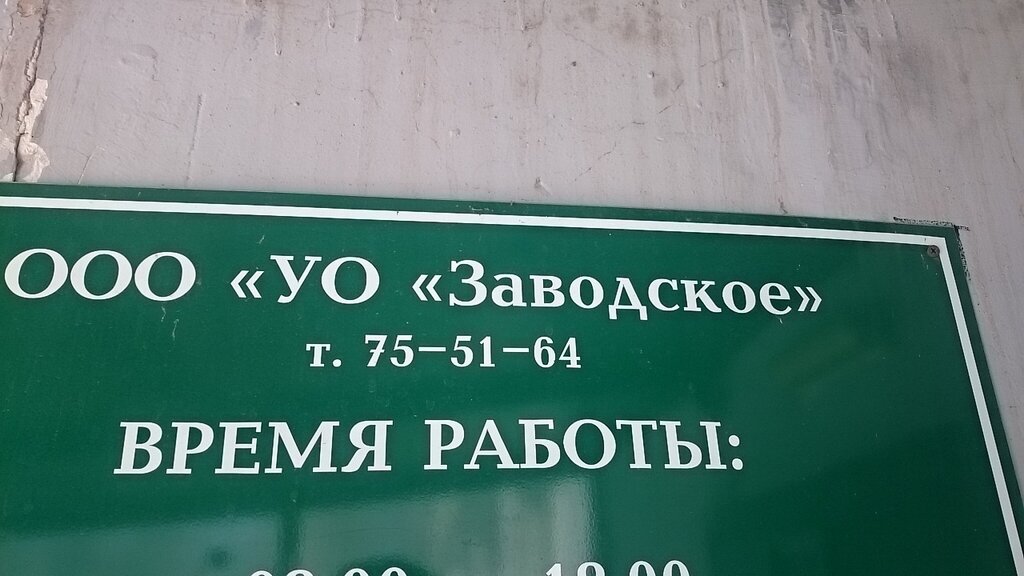 ООО «УО «Заводское»
т. 75-51-64
ВРЕМЯ РАБОТЫ: